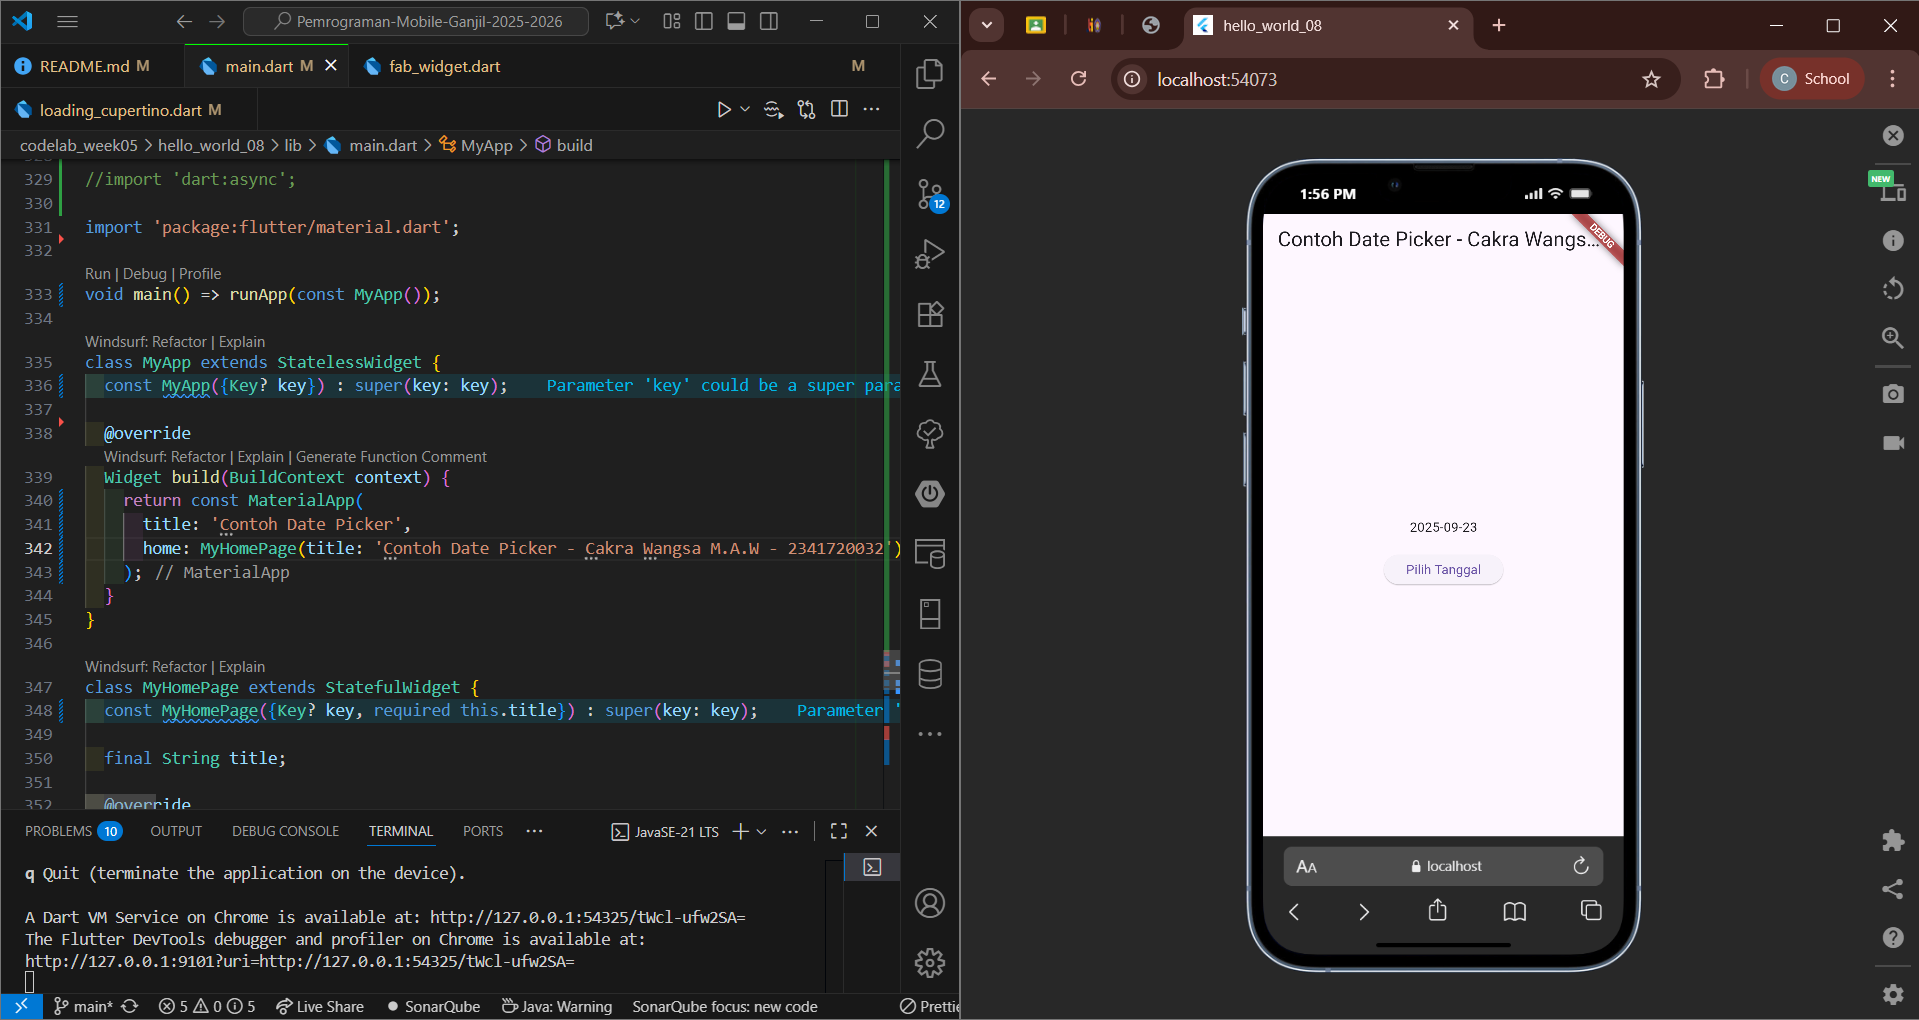 Pemrograman-Mobile-Ganjil-2025-2026
README.md M
main.dart M
fab_widget.dart
M
loading_cupertino.dart M
codelab_week05 > hello_world_08 > lib > main.dart > MyApp > build
329 //import 'dart:async';
330
331 import 'package:flutter/material.dart';
332
Run | Debug | Profile
333 void main() => runApp(const MyApp());
334
Windsurf: Refactor | Explain
335 class MyApp extends StatelessWidget {
336 const MyApp({Key? key}) : super(key: key); Parameter 'key' could be a super para
337
338 @override
Windsurf: Refactor | Explain | Generate Function Comment
339 Widget build(BuildContext context) {
340 return const MaterialApp(
341 title: 'Contoh Date Picker',
342 home: MyHomePage(title: 'Contoh Date Picker - Cakra Wangsa M.A.W - 2341720032')
343 ); // MaterialApp
344 }
345 }
346
Windsurf: Refactor | Explain
347 class MyHomePage extends StatefulWidget {
348 const MyHomePage({Key? key, required this.title}) : super(key: key); Parameter '
349
350 final String title;
351
352 @override
12
PROBLEMS 10 OUTPUT DEBUG CONSOLE TERMINAL PORTS
JavaSE-21 LTS
q Quit (terminate the application on the device).
A Dart VM Service on Chrome is available at: http://127.0.0.1:54325/tWcl-ufw2SA=
The Flutter DevTools debugger and profiler on Chrome is available at:
http://127.0.0.1:9101?uri=http://127.0.0.1:54325/tWcl-ufw2SA=
main* 5 0 5 Live Share SonarQube Java: Warning SonarQube focus: new code Prettie
hello_world_08
localhost:54073
C School
NEW
1:56 PM
Contoh Date Picker - Cakra Wangs...
DEBUG
2025-09-23
Pilih Tanggal
AA localhost